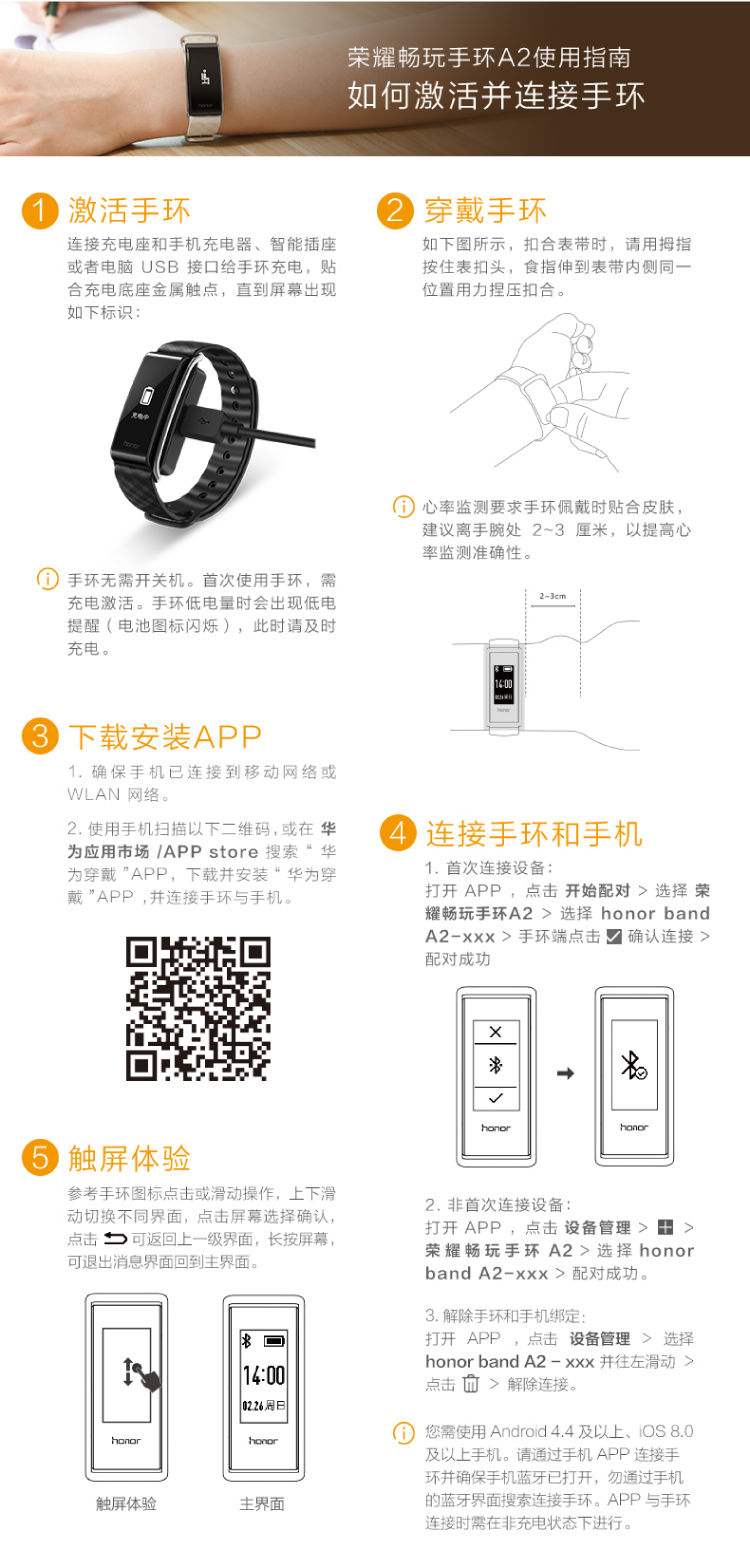 荣耀畅玩手环A2使用指南
如何激活并连接手环
honor
1 激活手环
连接充电座和手机充电器、智能插座
或者电脑 USB 接口给手环充电，贴
合充电底座金属触点，直到屏幕出现
如下标识：
充电中
honor
手环无需开关机。首次使用手环，需
充电激活。手环低电量时会出现低电
提醒（电池图标闪烁），此时请及时
充电。
2 穿戴手环
如下图所示，扣合表带时，请用拇指
按住表扣头，食指伸到表带内侧同一
位置用力捏压扣合。
心率监测要求手环佩戴时贴合皮肤，
建议离手腕处 2~3 厘米，以提高心
率监测准确性。
2-3cm
14:00
02.26 周日
honor
3 下载安装APP
1. 确保手机已连接到移动网络或
WLAN 网络。
2. 使用手机扫描以下二维码，或在 华
为应用市场 /APP store 搜索“ 华
为穿戴 ”APP，下载并安装“ 华为穿
戴 ”APP ,并连接手环与手机。
4 连接手环和手机
1. 首次连接设备：
打开 APP ，点击 开始配对 > 选择 荣
耀畅玩手环A2 > 选择 honor band
A2-xxx > 手环端点击 确认连接 >
配对成功
honor
honor
2. 非首次连接设备：
打开 APP ，点击 设备管理 > >
荣耀畅玩手环 A2 > 选择 honor
band A2-xxx > 配对成功。
3. 解除手环和手机绑定：
打开 APP ，点击 设备管理 > 选择
honor band A2 - xxx 并往左滑动 >
点击 > 解除连接。
您需使用 Android 4.4 及以上、iOS 8.0
及以上手机。请通过手机 APP 连接手
环并确保手机蓝牙已打开，勿通过手机
的蓝牙界面搜索连接手环。APP 与手环
连接时需在非充电状态下进行。
5 触屏体验
参考手环图标点击或滑动操作，上下滑
动切换不同界面，点击屏幕选择确认，
点击 可返回上一级界面，长按屏幕，
可退出消息界面回到主界面。
honor
14:00
02.26 周日
honor
触屏体验
主界面